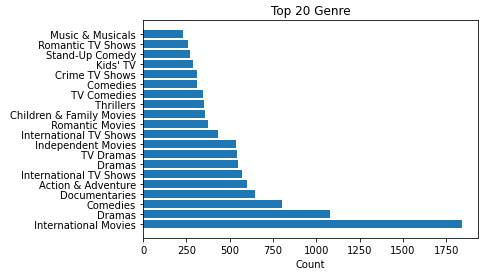 Top 20 Genre
Music & Musicals
Romantic TV Shows
Stand-Up Comedy
Kids' TV
Crime TV Shows
Comedies
TV Comedies
Thrillers
Children & Family Movies
Romantic Movies
International TV Shows
Independent Movies
TV Dramas
Dramas
International TV Shows
Action & Adventure
Documentaries
Comedies
Dramas
International Movies
0 250 500 750 1000 1250 1500 1750
Count